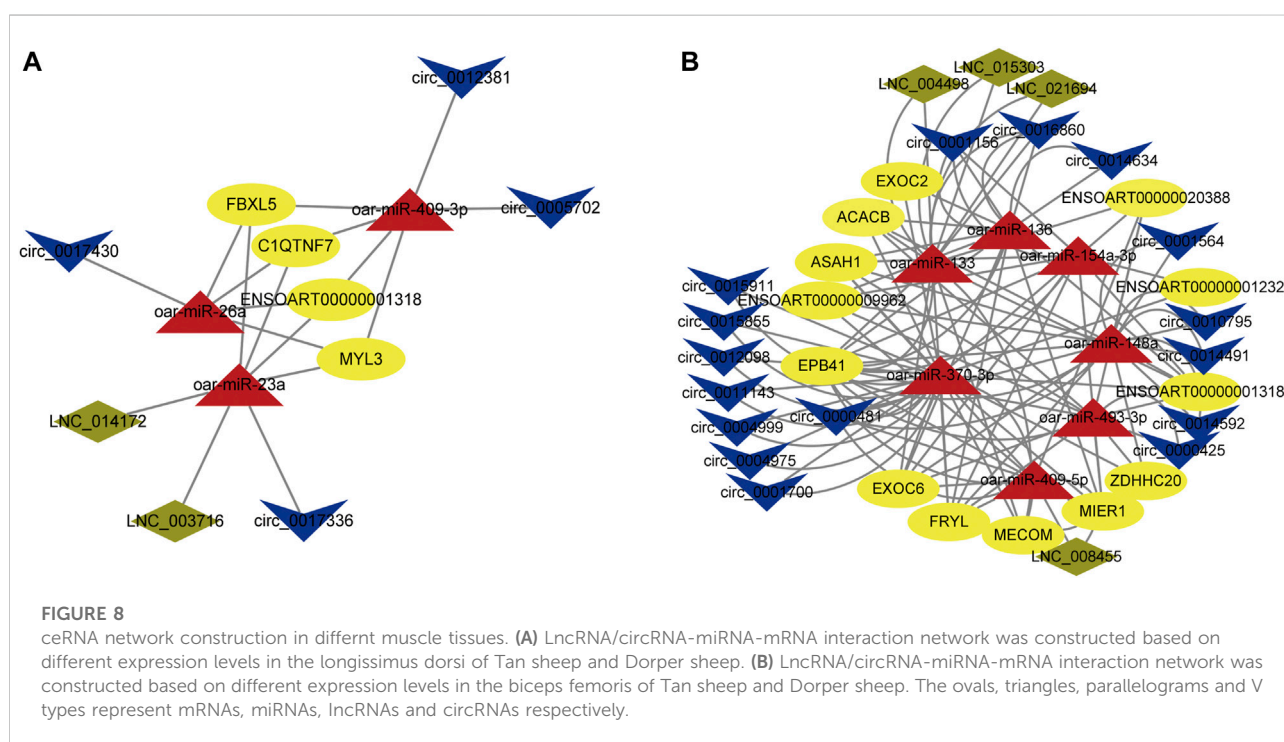 A
circ_0012381
FBXL5
oar-miR-409-3p
circ_0005702
C1QTNF7
circ_0017430
ENSOART00000001318
oar-miR-26a
MYL3
oar-miR-23a
LNC_014172
LNC_003716
circ_0017336
B
LNC_015303
LNC_004498
LNC_021694
circ_0016860
circ_0001156
circ_0014634
EXOC2
ENSOART00000020388
ACACB
oar-miR-136
circ_0001564
oar-miR-154a-3p
ASAH1
oar-miR-133
circ_0015911
ENSOART00000009962
ENSOART00000001232
circ_0015855
circ_0010795
oar-miR-148a
circ_0012098
circ_0014491
EPB41
oar-miR-370-3p
ENSOART00000001318
circ_0011143
circ_0000481
oar-miR-493-3p
circ_0014592
circ_0004999
circ_0000425
circ_0004975
oar-miR-409-5p
ZDHHC20
circ_0001700
EXOC6
MIER1
FRYL
MECOM
LNC_008455
FIGURE 8
ceRNA network construction in differnt muscle tissues. (A) LncRNA/circRNA-miRNA-mRNA interaction network was constructed based on
different expression levels in the longissimus dorsi of Tan sheep and Dorper sheep. (B) LncRNA/circRNA-miRNA-mRNA interaction network was
constructed based on different expression levels in the biceps femoris of Tan sheep and Dorper sheep. The ovals, triangles, parallelograms and V
types represent mRNAs, miRNAs, lncRNAs and circRNAs respectively.